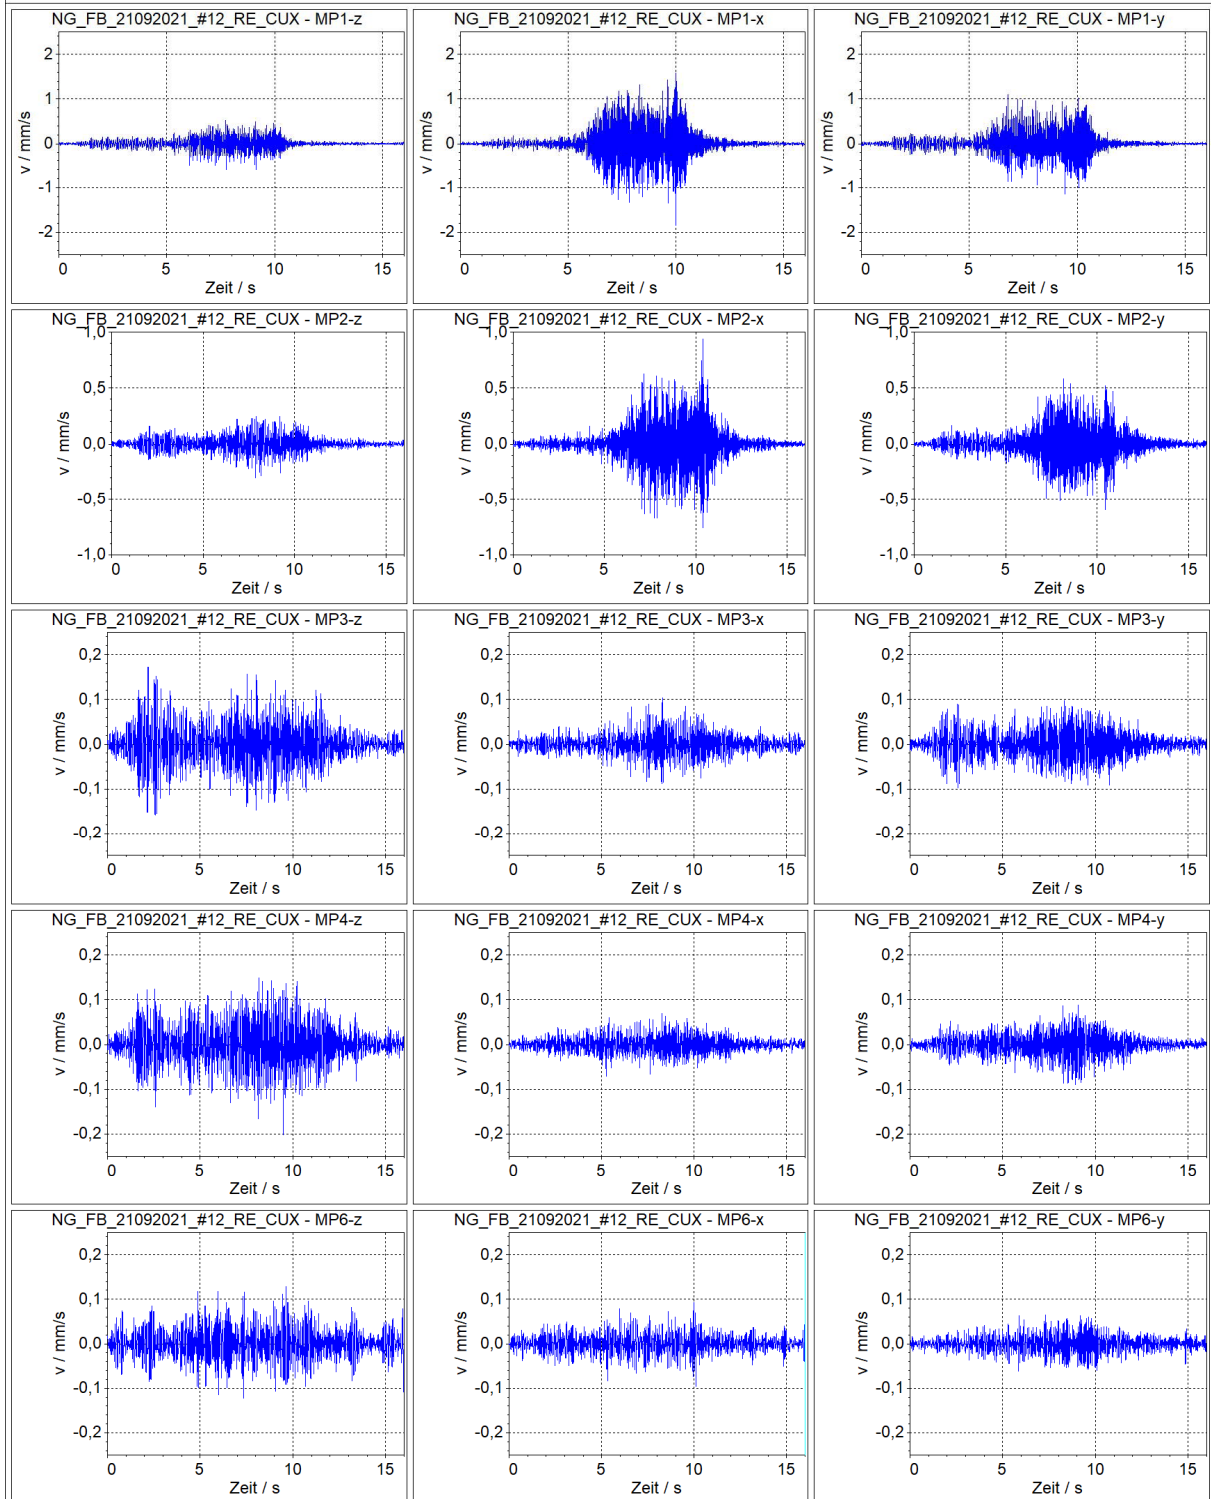 NG_FB_21092021_#12_RE_CUX - MP1-z
2
1
0
-1
-2
v / mm/s
0 5 10 15
Zeit / s
NG_FB_21092021_#12_RE_CUX - MP1-x
2
1
0
-1
-2
v / mm/s
0 5 10 15
Zeit / s
NG_FB_21092021_#12_RE_CUX - MP1-y
2
1
0
-1
-2
v / mm/s
0 5 10 15
Zeit / s
NG_FB_21092021_#12_RE_CUX - MP2-z
1,0
0,5
0,0
-0,5
-1,0
v / mm/s
0 5 10 15
Zeit / s
NG_FB_21092021_#12_RE_CUX - MP2-x
1,0
0,5
0,0
-0,5
-1,0
v / mm/s
0 5 10 15
Zeit / s
NG_FB_21092021_#12_RE_CUX - MP2-y
1,0
0,5
0,0
-0,5
-1,0
v / mm/s
0 5 10 15
Zeit / s
NG_FB_21092021_#12_RE_CUX - MP3-z
0,2
0,1
0,0
-0,1
-0,2
v / mm/s
0 5 10 15
Zeit / s
NG_FB_21092021_#12_RE_CUX - MP3-x
0,2
0,1
0,0
-0,1
-0,2
v / mm/s
0 5 10 15
Zeit / s
NG_FB_21092021_#12_RE_CUX - MP3-y
0,2
0,1
0,0
-0,1
-0,2
v / mm/s
0 5 10 15
Zeit / s
NG_FB_21092021_#12_RE_CUX - MP4-z
0,2
0,1
0,0
-0,1
-0,2
v / mm/s
0 5 10 15
Zeit / s
NG_FB_21092021_#12_RE_CUX - MP4-x
0,2
0,1
0,0
-0,1
-0,2
v / mm/s
0 5 10 15
Zeit / s
NG_FB_21092021_#12_RE_CUX - MP4-y
0,2
0,1
0,0
-0,1
-0,2
v / mm/s
0 5 10 15
Zeit / s
NG_FB_21092021_#12_RE_CUX - MP6-z
0,2
0,1
0,0
-0,1
-0,2
v / mm/s
0 5 10 15
Zeit / s
NG_FB_21092021_#12_RE_CUX - MP6-x
0,2
0,1
0,0
-0,1
-0,2
v / mm/s
0 5 10 15
Zeit / s
NG_FB_21092021_#12_RE_CUX - MP6-y
0,2
0,1
0,0
-0,1
-0,2
v / mm/s
0 5 10 15
Zeit / s